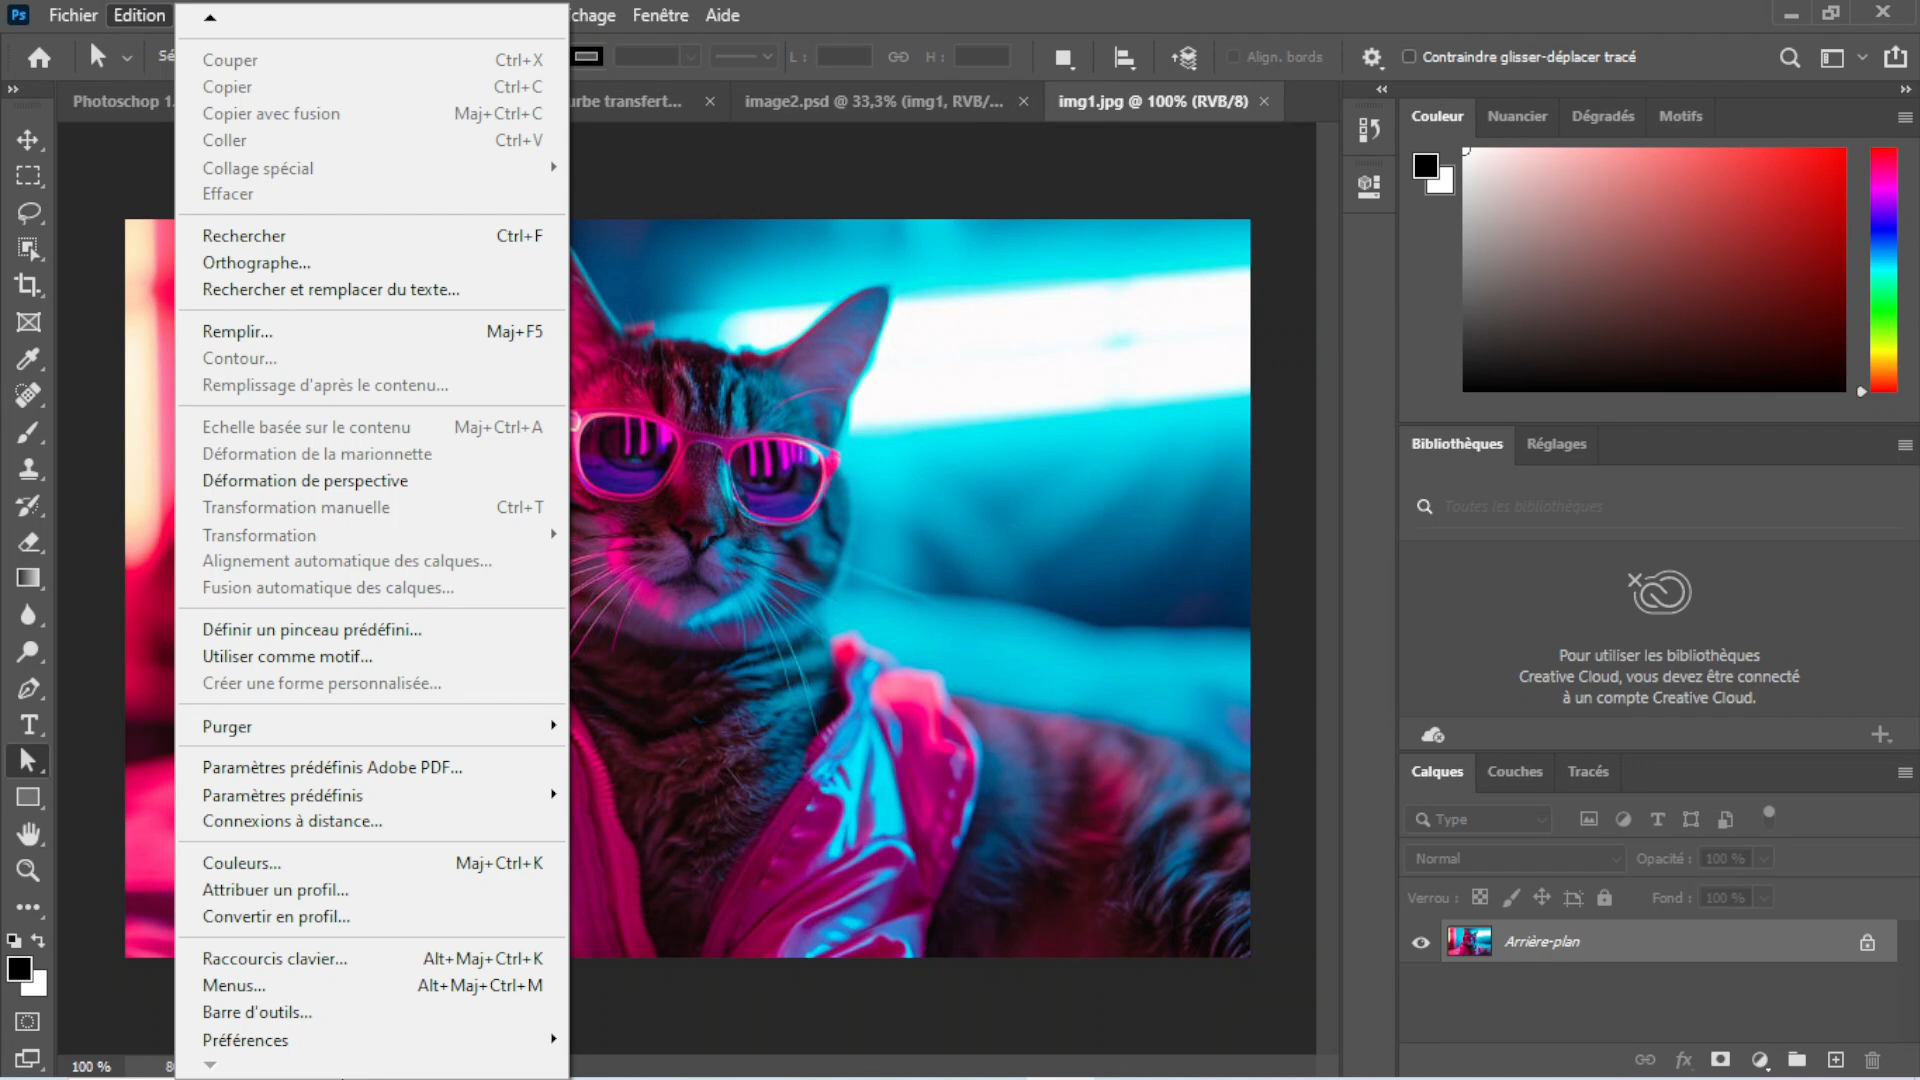 Ps Fichier Edition chage Fenêtre Aide
Sé L : H : Align. bords Contraindre glisser-déplacer tracé
Photoschop 1. urbe transfert... × image2.psd @ 33,3% (img1, RVB/... × img1.jpg @ 100% (RVB/8) ×
Couper Ctrl+X
Copier Ctrl+C
Copier avec fusion Maj+Ctrl+C
Coller Ctrl+V
Collage spécial
Effacer
Rechercher Ctrl+F
Orthographe...
Rechercher et remplacer du texte...
Remplir... Maj+F5
Contour...
Remplissage d'après le contenu...
Echelle basée sur le contenu Maj+Ctrl+A
Déformation de la marionnette
Déformation de perspective
Transformation manuelle Ctrl+T
Transformation
Alignement automatique des calques...
Fusion automatique des calques...
Définir un pinceau prédéfini...
Utiliser comme motif...
Créer une forme personnalisée...
Purger
Paramètres prédéfinis Adobe PDF...
Paramètres prédéfinis
Connexions à distance...
Couleurs... Maj+Ctrl+K
Attribuer un profil...
Convertir en profil...
Raccourcis clavier... Alt+Maj+Ctrl+K
Menus... Alt+Maj+Ctrl+M
Barre d'outils...
Préférences
100 %
Couleur Nuancier Dégradés Motifs
Bibliothèques Réglages
Toutes les bibliothèques
Pour utiliser les bibliothèques
Creative Cloud, vous devez être connecté
à un compte Creative Cloud.
Calques Couches Tracés
Type
Normal Opacité : 100 %
Verrou : Fond : 100 %
Arrière-plan
fx